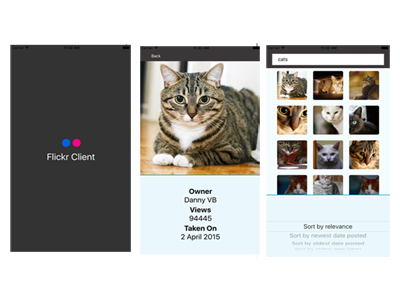 Flickr Client
Back
Owner
Danny VB
Views
94445
Taken On
2 April 2015
cats
Sort by relevance
Sort by newest date posted
Sort by oldest date posted